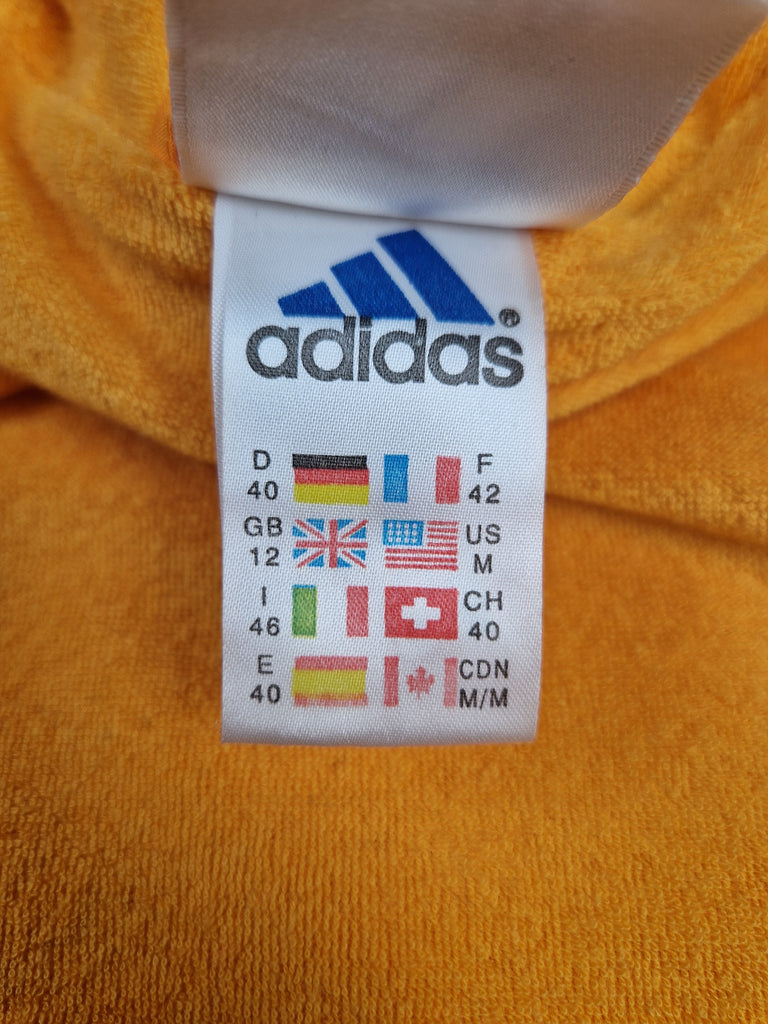 adidas®
D F
40 42
GB US
12 M
I CH
46 40
E CDN
40 M/M